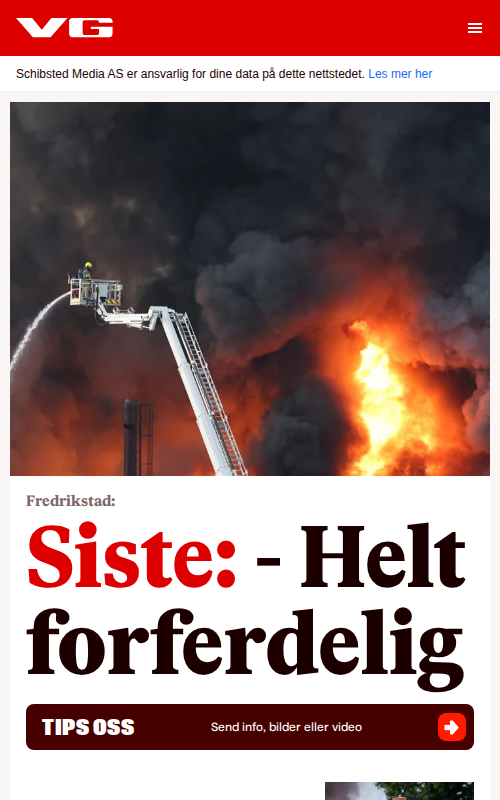 VG
Schibsted Media AS er ansvarlig for dine data på dette nettstedet. Les mer her
Fredrikstad:
Siste: - Helt
forferdelig
TIPS OSS
Send info, bilder eller video